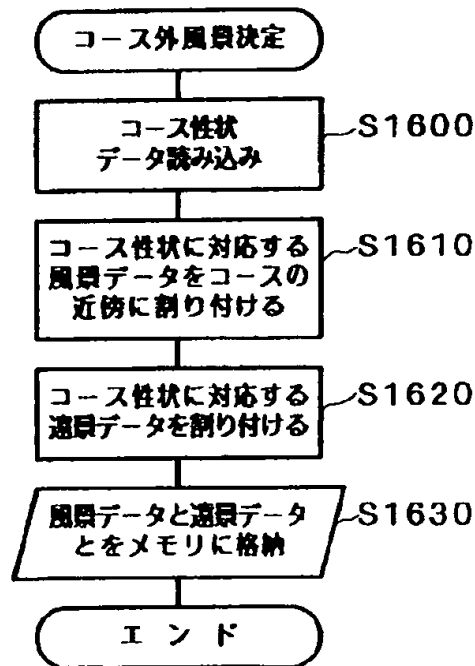 コース外風景決定
コース性状
データ読み込み
S1600
コース性状に対応する
風景データをコースの
近傍に割り付ける
S1610
コース性状に対応する
遠景データを割り付ける
S1620
風景データと遠景データ
とをメモリに格納
S1630
エンド